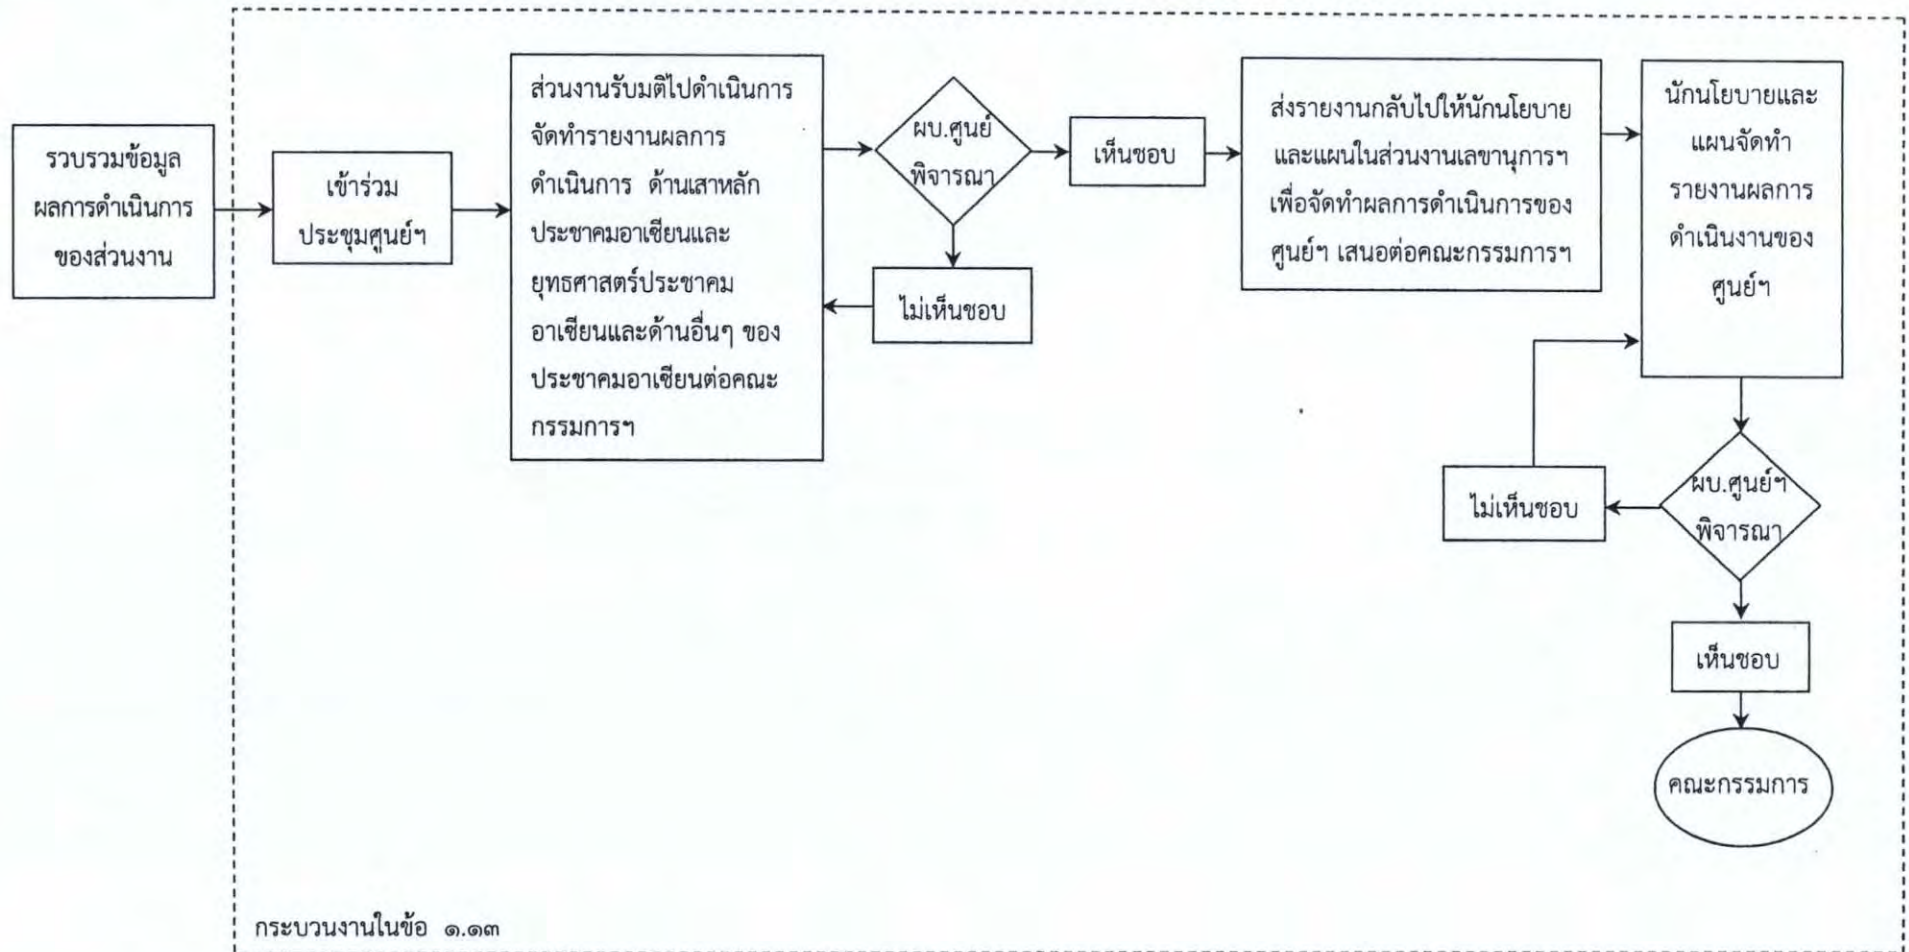 รวบรวมข้อมูล
ผลการดำเนินการ
ของส่วนงาน
เข้าร่วม
ประชุมศูนย์ฯ
ส่วนงานรับมติไปดำเนินการ
จัดทำรายงานผลการ
ดำเนินการ ด้านเสาหลัก
ประชาคมอาเซียนและ
ยุทธศาสตร์ประชาคม
อาเซียนและด้านอื่นๆ ของ
ประชาคมอาเซียนต่อคณะ
กรรมการฯ
ผบ.ศูนย์
พิจารณา
ไม่เห็นชอบ
เห็นชอบ
ส่งรายงานกลับไปให้นักนโยบาย
และแผนในส่วนงานเลขานุการฯ
เพื่อจัดทำผลการดำเนินการของ
ศูนย์ฯ เสนอต่อคณะกรรมการฯ
นักนโยบายและ
แผนจัดทำ
รายงานผลการ
ดำเนินงานของ
ศูนย์ฯ
ผบ.ศูนย์ฯ
พิจารณา
ไม่เห็นชอบ
เห็นชอบ
คณะกรรมการ
กระบวนงานในข้อ ๑.๑๓